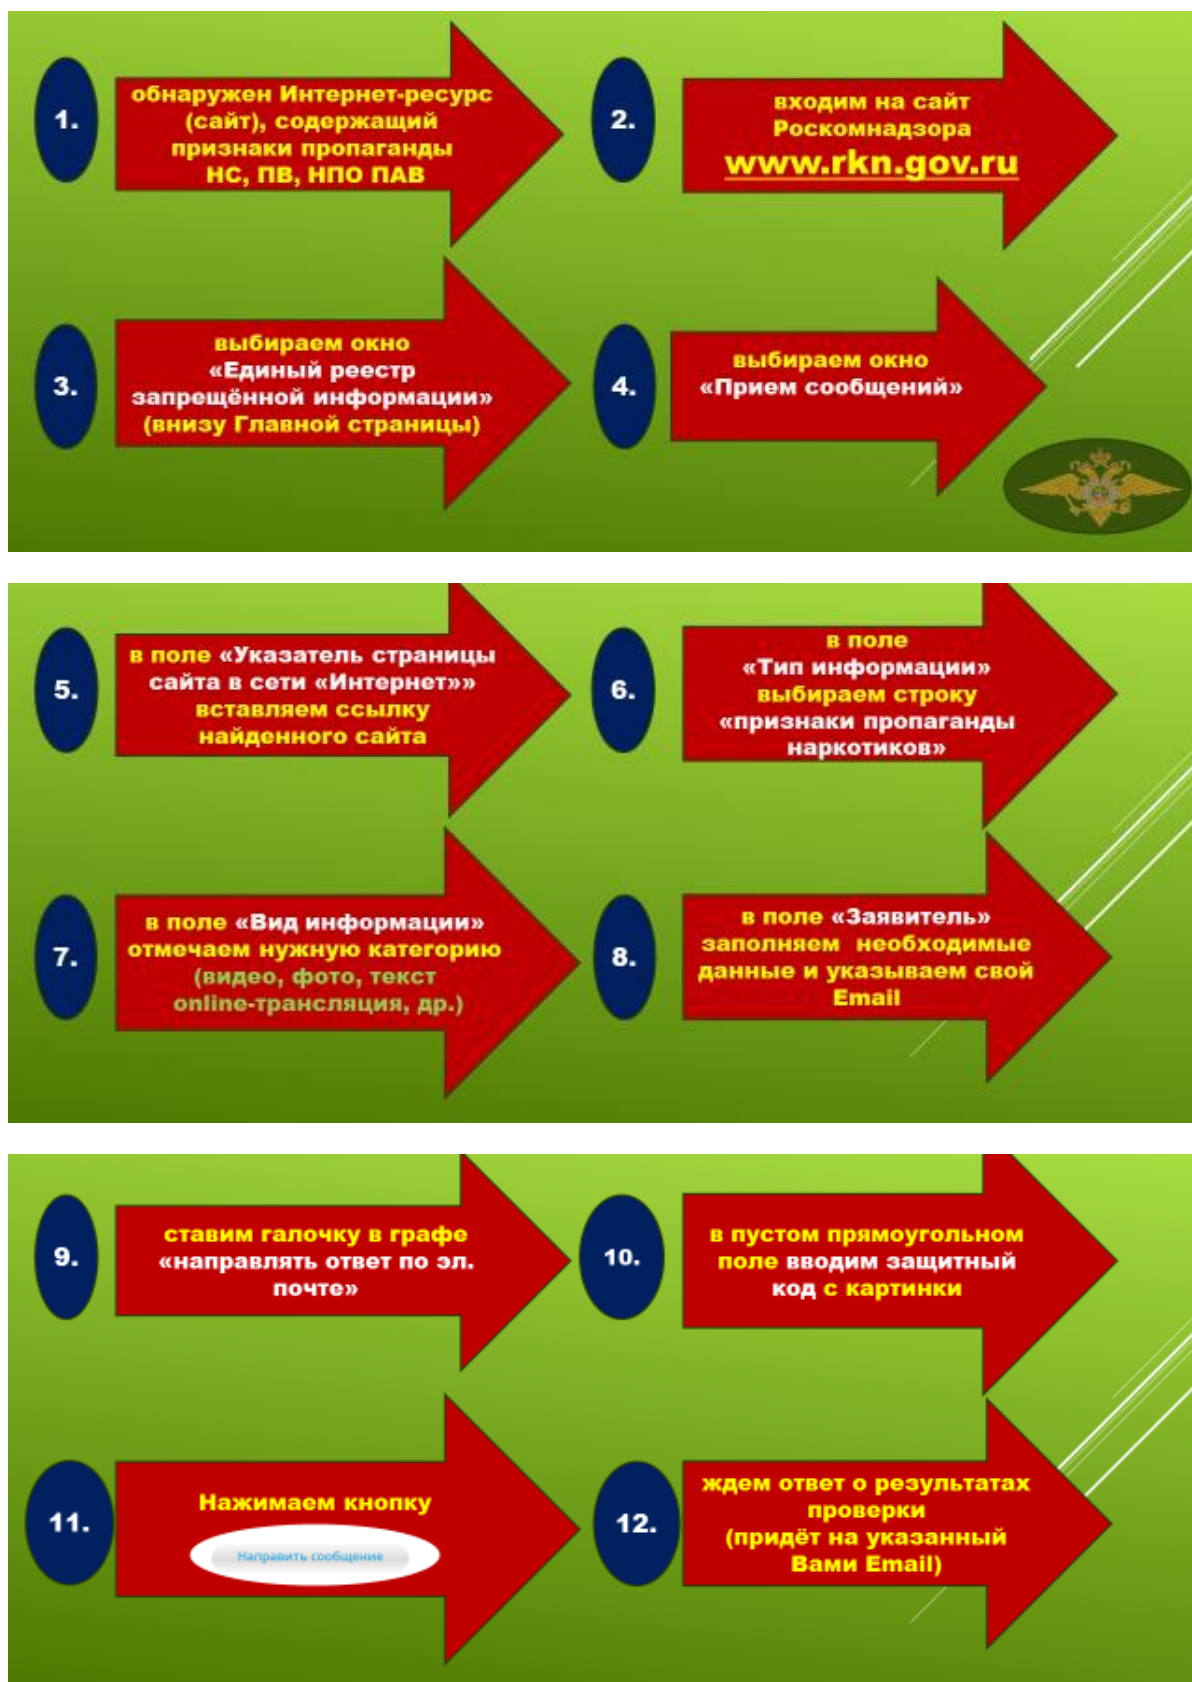 1.
обнаружен Интернет-ресурс
(сайт), содержащий
признаки пропаганды
НС, ПВ, НПО ПАВ
2.
входим на сайт
Роскомнадзора
www.rkn.gov.ru
3.
выбираем окно
«Единый реестр
запрещённой информации»
(внизу Главной страницы)
4.
выбираем окно
«Прием сообщений»
5.
в поле «Указатель страницы
сайта в сети «Интернет»»
вставляем ссылку
найденного сайта
6.
в поле
«Тип информации»
выбираем строку
«признаки пропаганды
наркотиков»
7.
в поле «Вид информации»
отмечаем нужную категорию
(видео, фото, текст
online-трансляция, др.)
8.
в поле «Заявитель»
заполняем необходимые
данные и указываем свой
Email
9.
ставим галочку в графе
«направлять ответ по эл.
почте»
10.
в пустом прямоугольном
поле вводим защитный
код с картинки
11.
Нажимаем кнопку
Направить сообщение
12.
ждем ответ о результатах
проверки
(придёт на указанный
Вами Email)